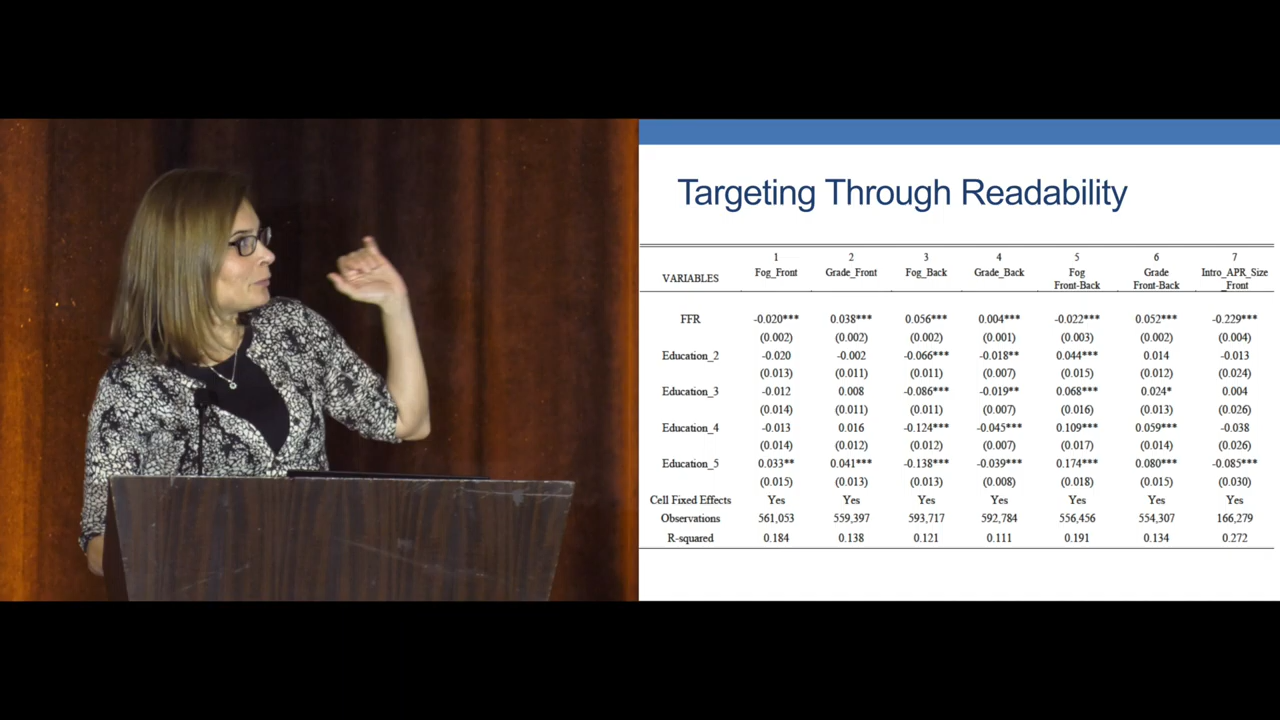 Targeting Through Readability
1 2 3 4 5 6 7
VARIABLES Fog_Front Grade_Front Fog_Back Grade_Back Fog Front-Back Grade Front-Back Intro_APR_Size_Front
FFR -0.020*** 0.038*** 0.056*** 0.004*** -0.022*** 0.052*** -0.229***
(0.002) (0.002) (0.002) (0.001) (0.003) (0.002) (0.004)
Education_2 -0.020 -0.002 -0.066*** -0.018** 0.044*** 0.014 -0.013
(0.013) (0.011) (0.011) (0.007) (0.015) (0.012) (0.024)
Education_3 -0.012 0.008 -0.086*** -0.019** 0.068*** 0.024* 0.004
(0.014) (0.011) (0.011) (0.007) (0.016) (0.013) (0.026)
Education_4 -0.013 0.016 -0.124*** -0.045*** 0.109*** 0.059*** -0.038
(0.014) (0.012) (0.012) (0.007) (0.017) (0.014) (0.026)
Education_5 0.033** 0.041*** -0.138*** -0.039*** 0.174*** 0.080*** -0.085***
(0.015) (0.013) (0.013) (0.008) (0.018) (0.015) (0.030)
Cell Fixed Effects Yes Yes Yes Yes Yes Yes Yes
Observations 561,053 559,397 593,717 592,784 556,456 554,307 166,279
R-squared 0.184 0.138 0.121 0.111 0.191 0.134 0.272